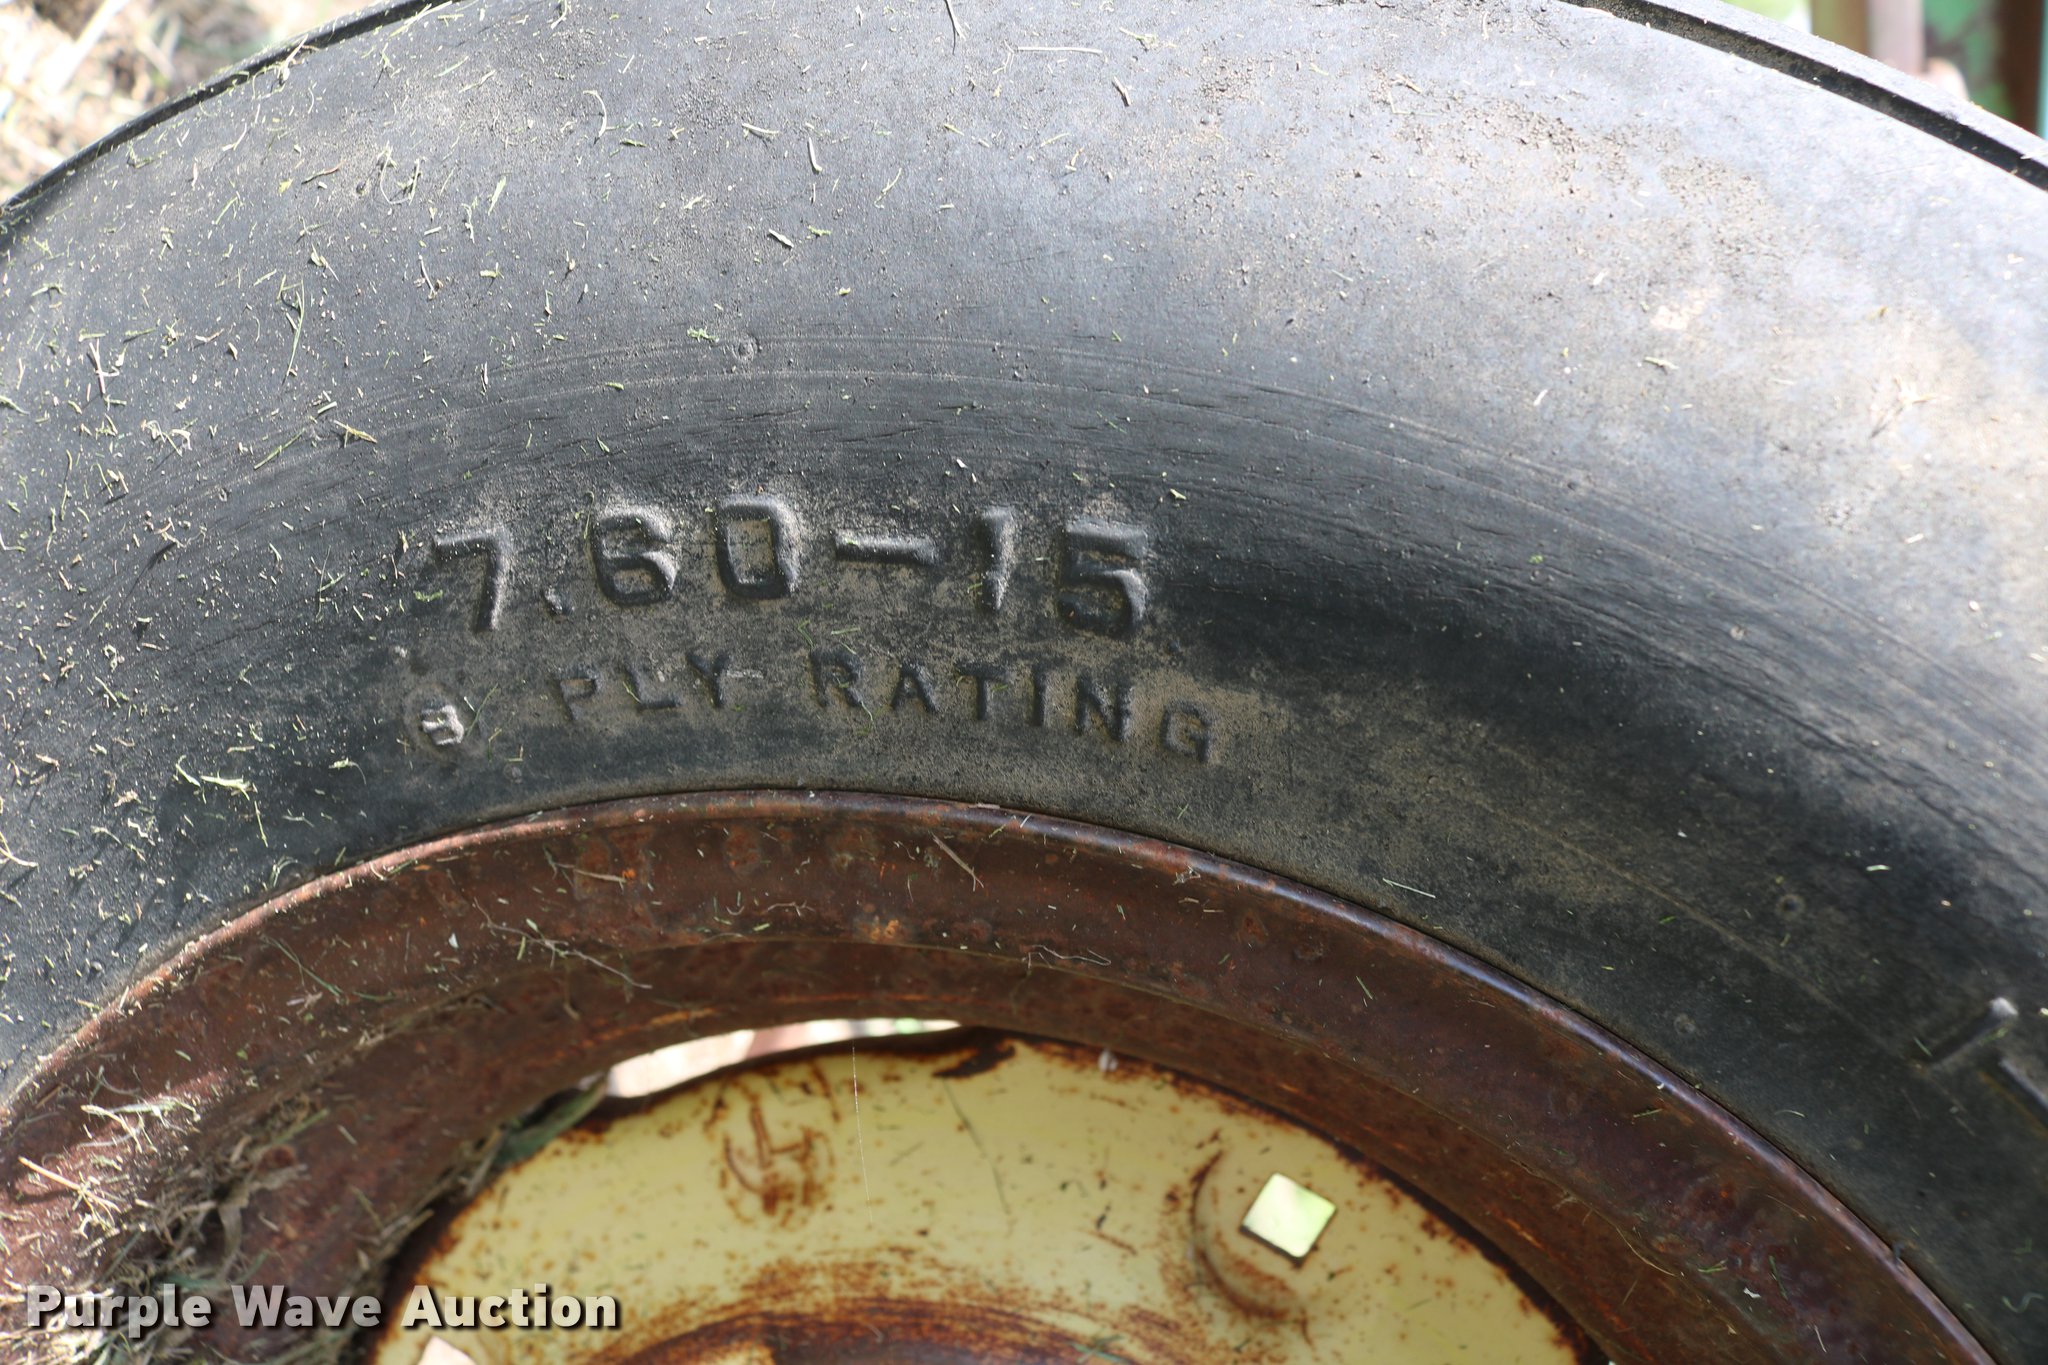 7.60-15
8 PLY RATING
Purple Wave Auction